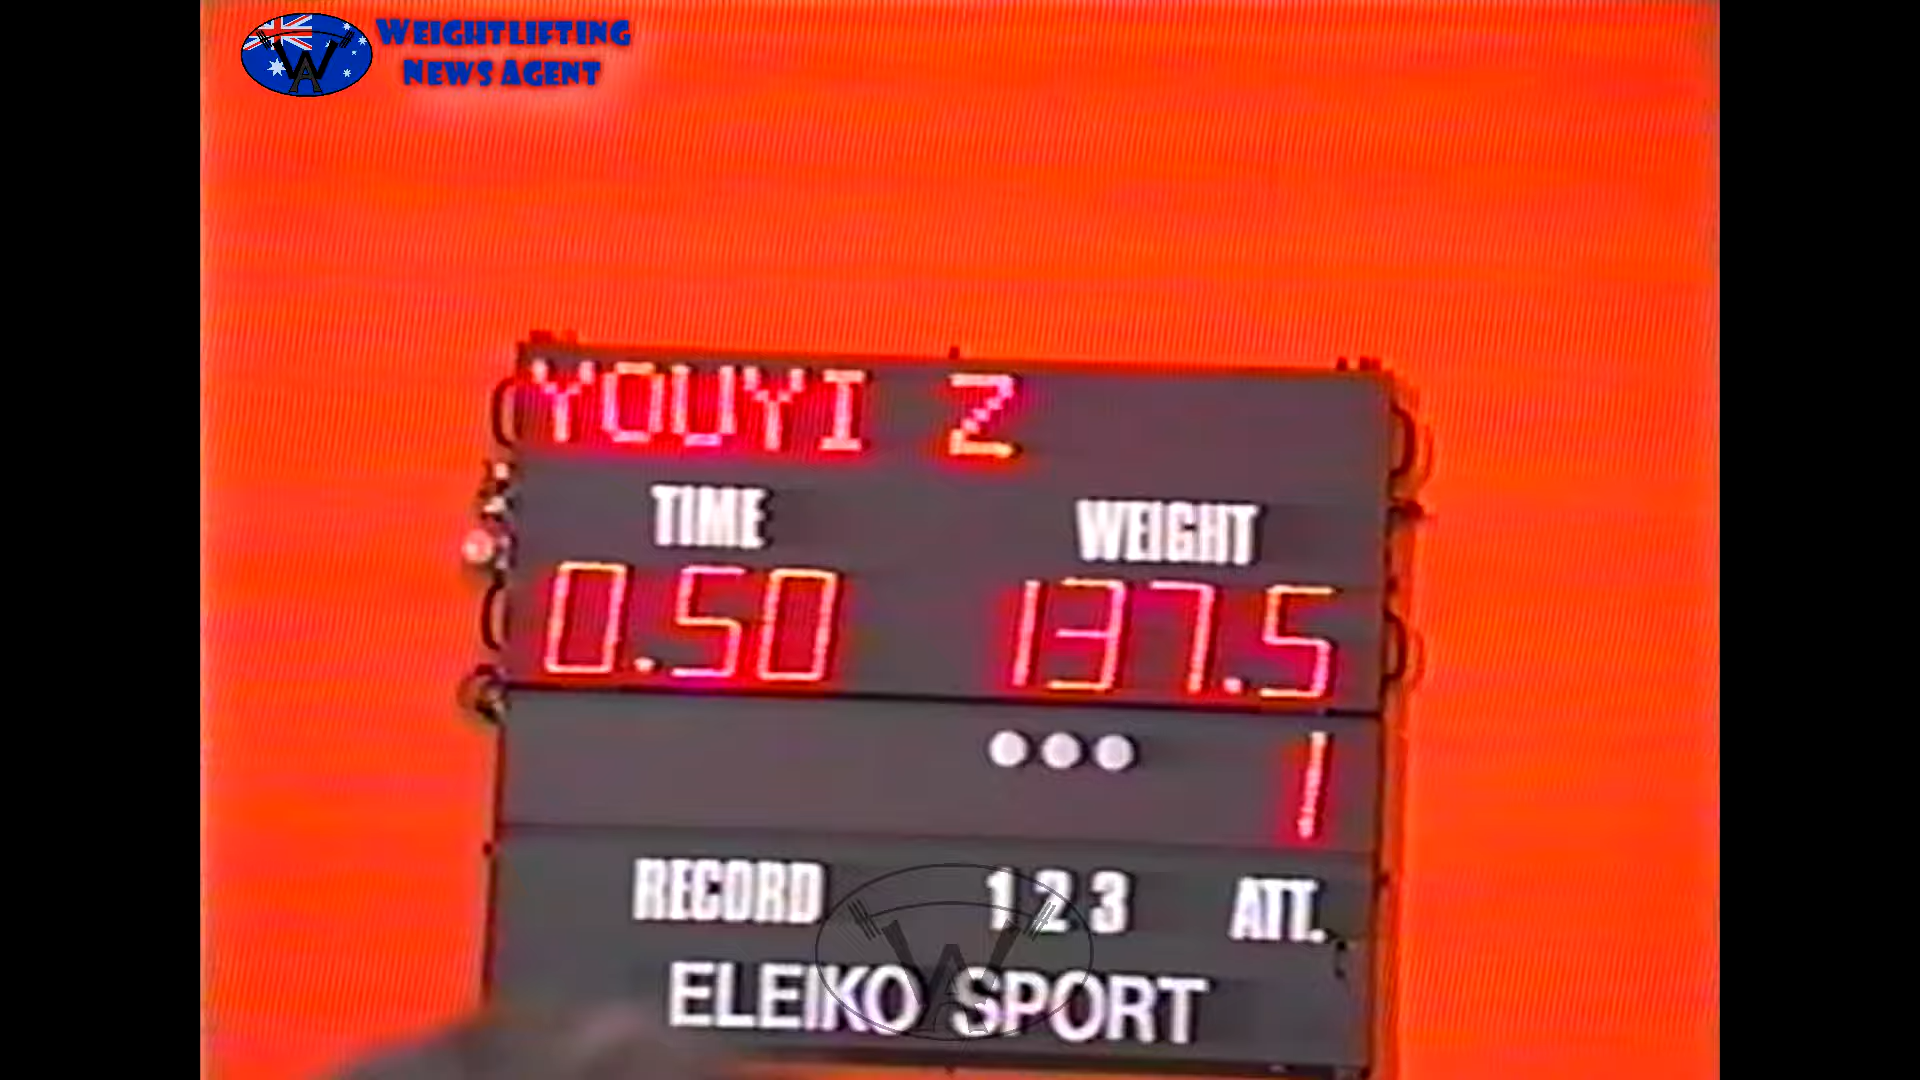 WEIGHTLIFTING
NEWS AGENT
YOUYI Z
TIME WEIGHT
0.50 137.5
1
RECORD 1 2 3 ATT.
ELEIKO SPORT